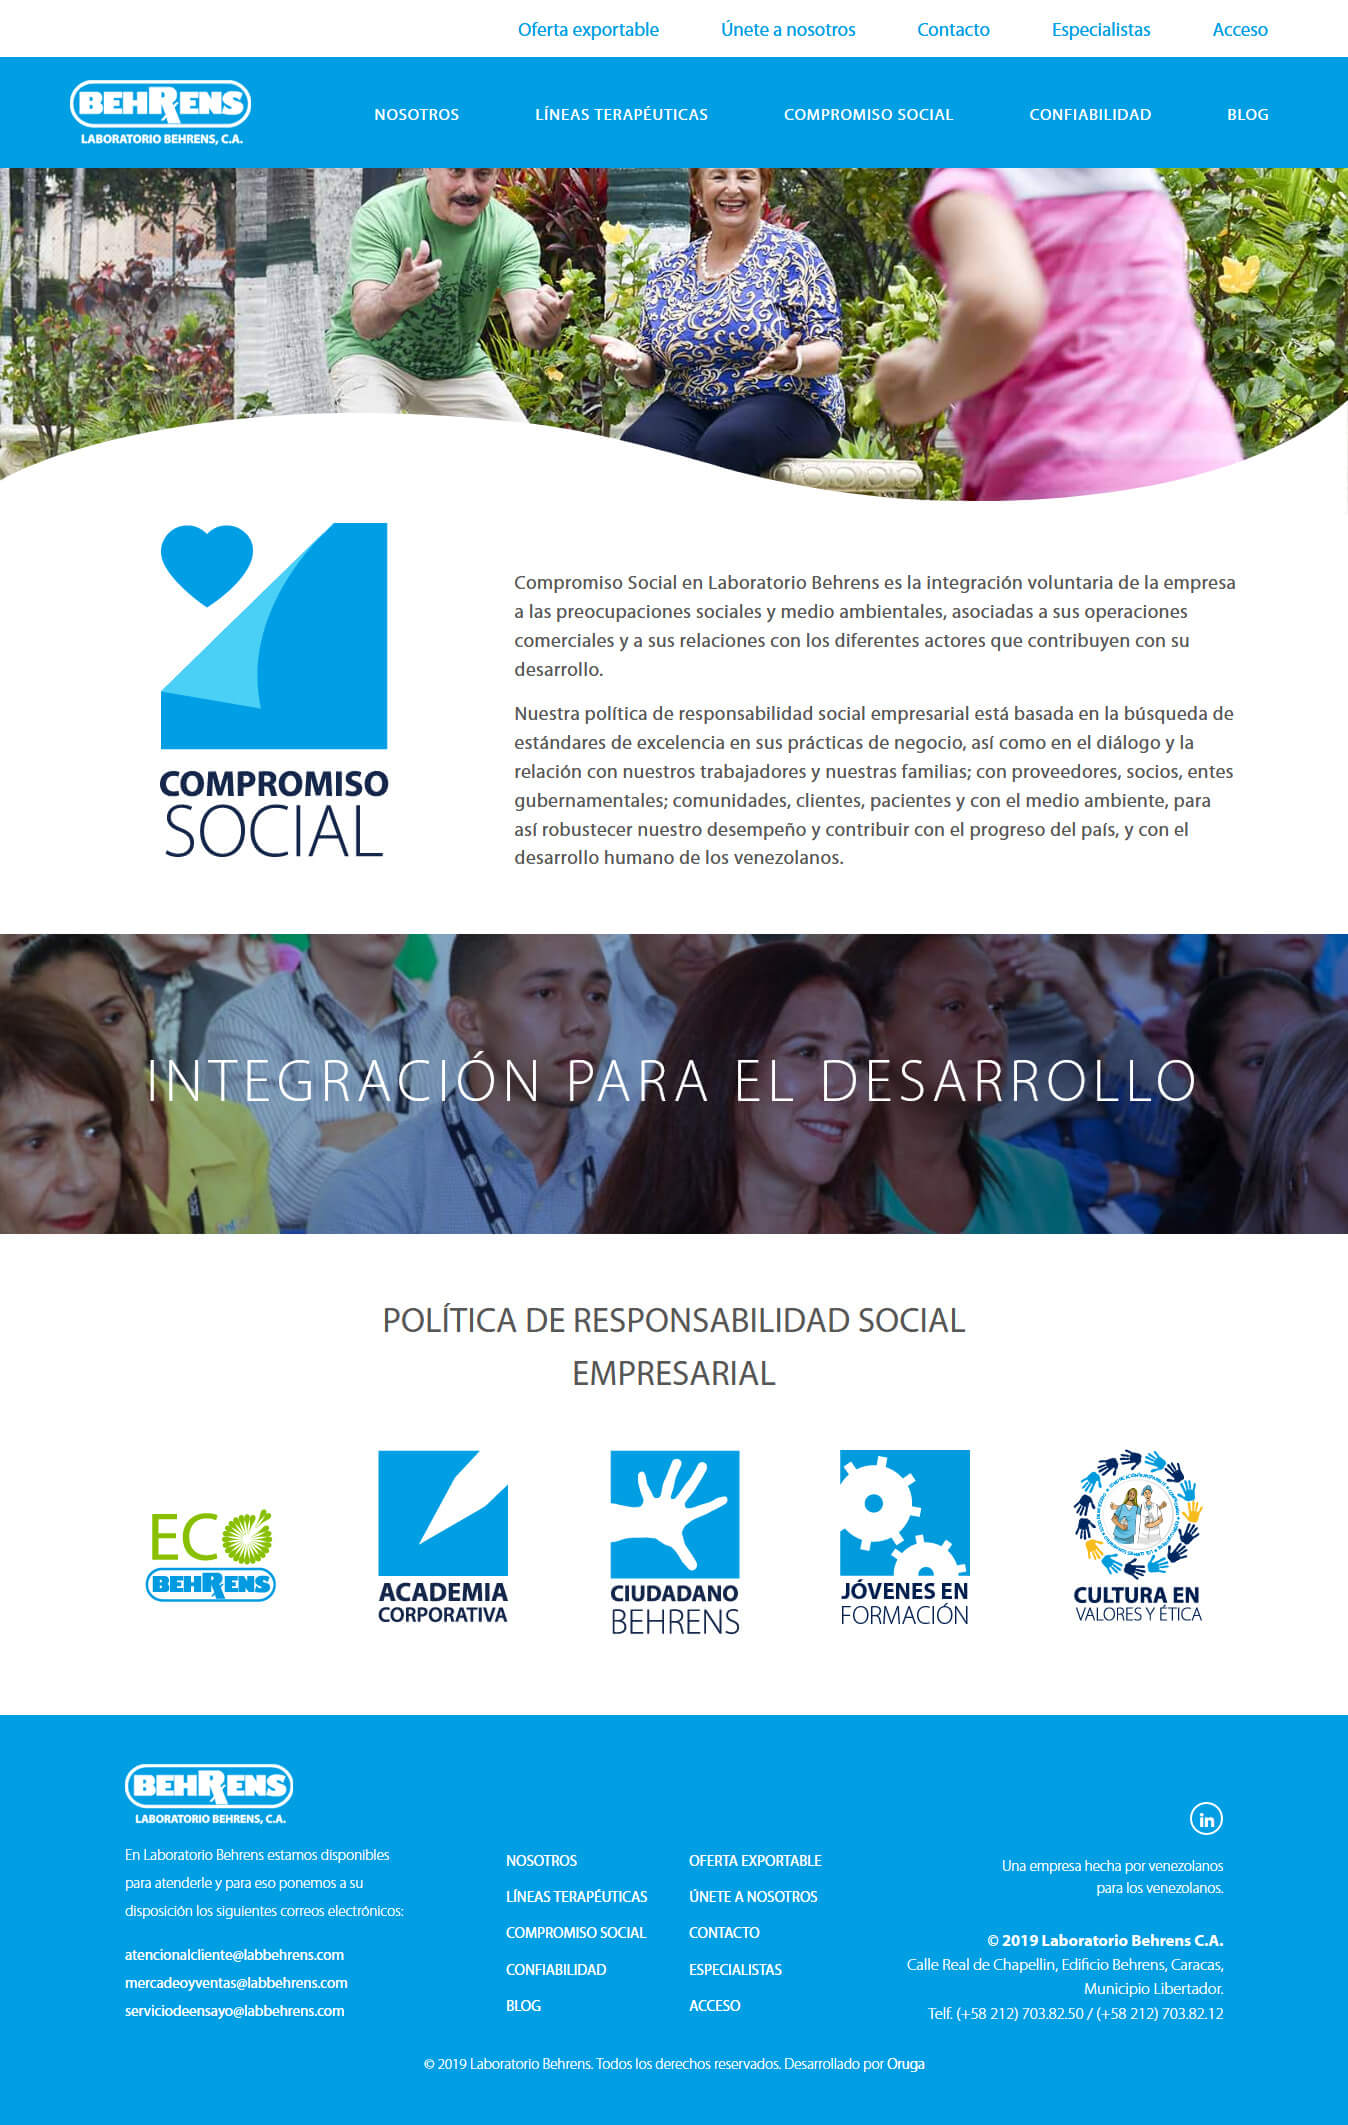 Oferta exportable
Únete a nosotros
Contacto
Especialistas
Acceso
BEHRENS
LABORATORIO BEHRENS, C.A.
NOSOTROS
LÍNEAS TERAPÉUTICAS
COMPROMISO SOCIAL
CONFIABILIDAD
BLOG
COMPROMISO
SOCIAL
Compromiso Social en Laboratorio Behrens es la integración voluntaria de la empresa
a las preocupaciones sociales y medio ambientales, asociadas a sus operaciones
comerciales y a sus relaciones con los diferentes actores que contribuyen con su
desarrollo.
Nuestra política de responsabilidad social empresarial está basada en la búsqueda de
estándares de excelencia en sus prácticas de negocio, así como en el diálogo y la
relación con nuestros trabajadores y nuestras familias; con proveedores, socios, entes
gubernamentales; comunidades, clientes, pacientes y con el medio ambiente, para
así robustecer nuestro desempeño y contribuir con el progreso del país, y con el
desarrollo humano de los venezolanos.
INTEGRACIÓN PARA EL DESARROLLO
POLÍTICA DE RESPONSABILIDAD SOCIAL
EMPRESARIAL
ECO
BEHRENS
ACADEMIA
CORPORATIVA
CIUDADANO
BEHRENS
JÓVENES EN
FORMACIÓN
CULTURA EN
VALORES Y ÉTICA
BEHRENS
LABORATORIO BEHRENS, C.A.
En Laboratorio Behrens estamos disponibles
para atenderle y para eso ponemos a su
disposición los siguientes correos electrónicos:
atencionalcliente@labbehrens.com
mercadeoyventas@labbehrens.com
serviciodeensayo@labbehrens.com
NOSOTROS
LÍNEAS TERAPÉUTICAS
COMPROMISO SOCIAL
CONFIABILIDAD
BLOG
OFERTA EXPORTABLE
ÚNETE A NOSOTROS
CONTACTO
ESPECIALISTAS
ACCESO
in
Una empresa hecha por venezolanos
para los venezolanos.
© 2019 Laboratorio Behrens C.A.
Calle Real de Chapellin, Edificio Behrens, Caracas,
Municipio Libertador.
Telf. (+58 212) 703.82.50 / (+58 212) 703.82.12
© 2019 Laboratorio Behrens. Todos los derechos reservados. Desarrollado por Oruga